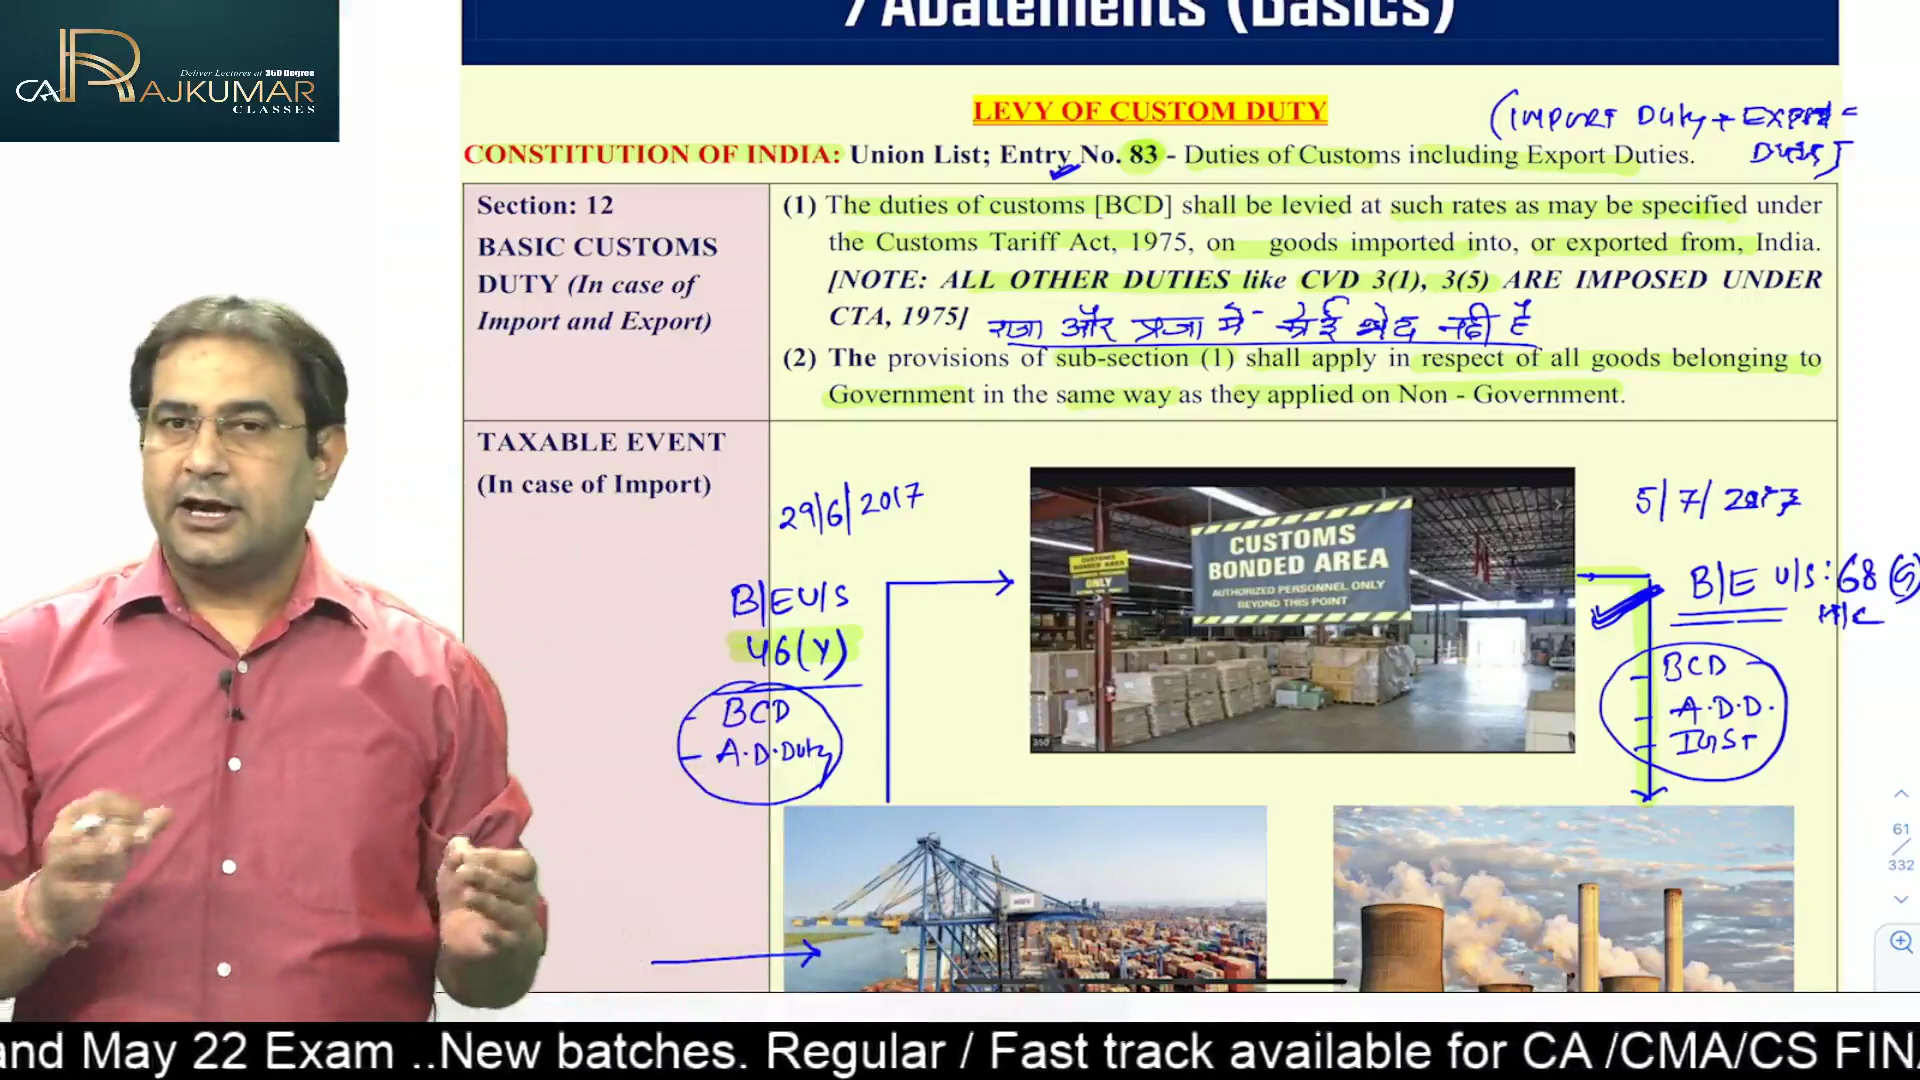 /Abatements (Basics)
Deliver Lectures at 360 Degree
CA RAJKUMAR
CLASSES
LEVY OF CUSTOM DUTY
(IMPORT Duty + EXPORT
Duty)
CONSTITUTION OF INDIA: Union List; Entry No. 83 - Duties of Customs including Export Duties.
Section: 12
BASIC CUSTOMS
DUTY (In case of
Import and Export)
(1) The duties of customs [BCD] shall be levied at such rates as may be specified under
the Customs Tariff Act, 1975, on goods imported into, or exported from, India.
[NOTE: ALL OTHER DUTIES like CVD 3(1), 3(5) ARE IMPOSED UNDER
CTA, 1975]
राजा और प्रजा में कोई भेद नहीं है
(2) The provisions of sub-section (1) shall apply in respect of all goods belonging to
Government in the same way as they applied on Non - Government.
TAXABLE EVENT
(In case of Import)
29/6/2017
5/7/2017
CUSTOMS
BONDED AREA
AUTHORIZED PERSONNEL ONLY
BEYOND THIS POINT
ONLY
B/E U/S
46(Y)
- BCD
- A.D.Duty
B/E U/S: 68 (G)
H/C
- BCD
- A.D.D.
- IGST
350
61
/
332
and May 22 Exam ..New batches. Regular / Fast track available for CA /CMA/CS FINA